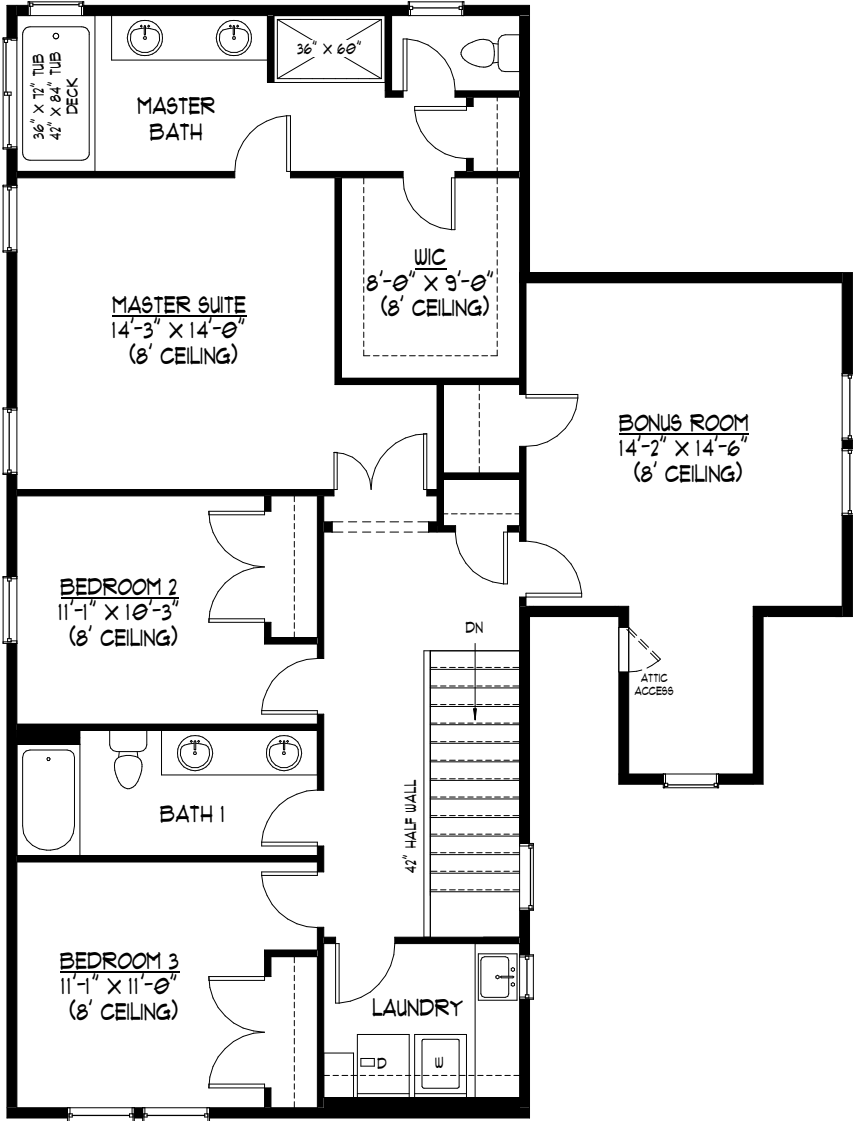 36" X 72" TUB
42" X 84" TUB
DECK
36" X 60"
MASTER
BATH
WIC
8'-0" X 9'-0"
(8' CEILING)
MASTER SUITE
14'-3" X 14'-0"
(8' CEILING)
BONUS ROOM
14'-2" X 14'-6"
(8' CEILING)
BEDROOM 2
11'-1" X 10'-3"
(8' CEILING)
DN
ATTIC
ACCESS
42" HALF WALL
BATH 1
BEDROOM 3
11'-1" X 11'-0"
(8' CEILING)
LAUNDRY
D
W